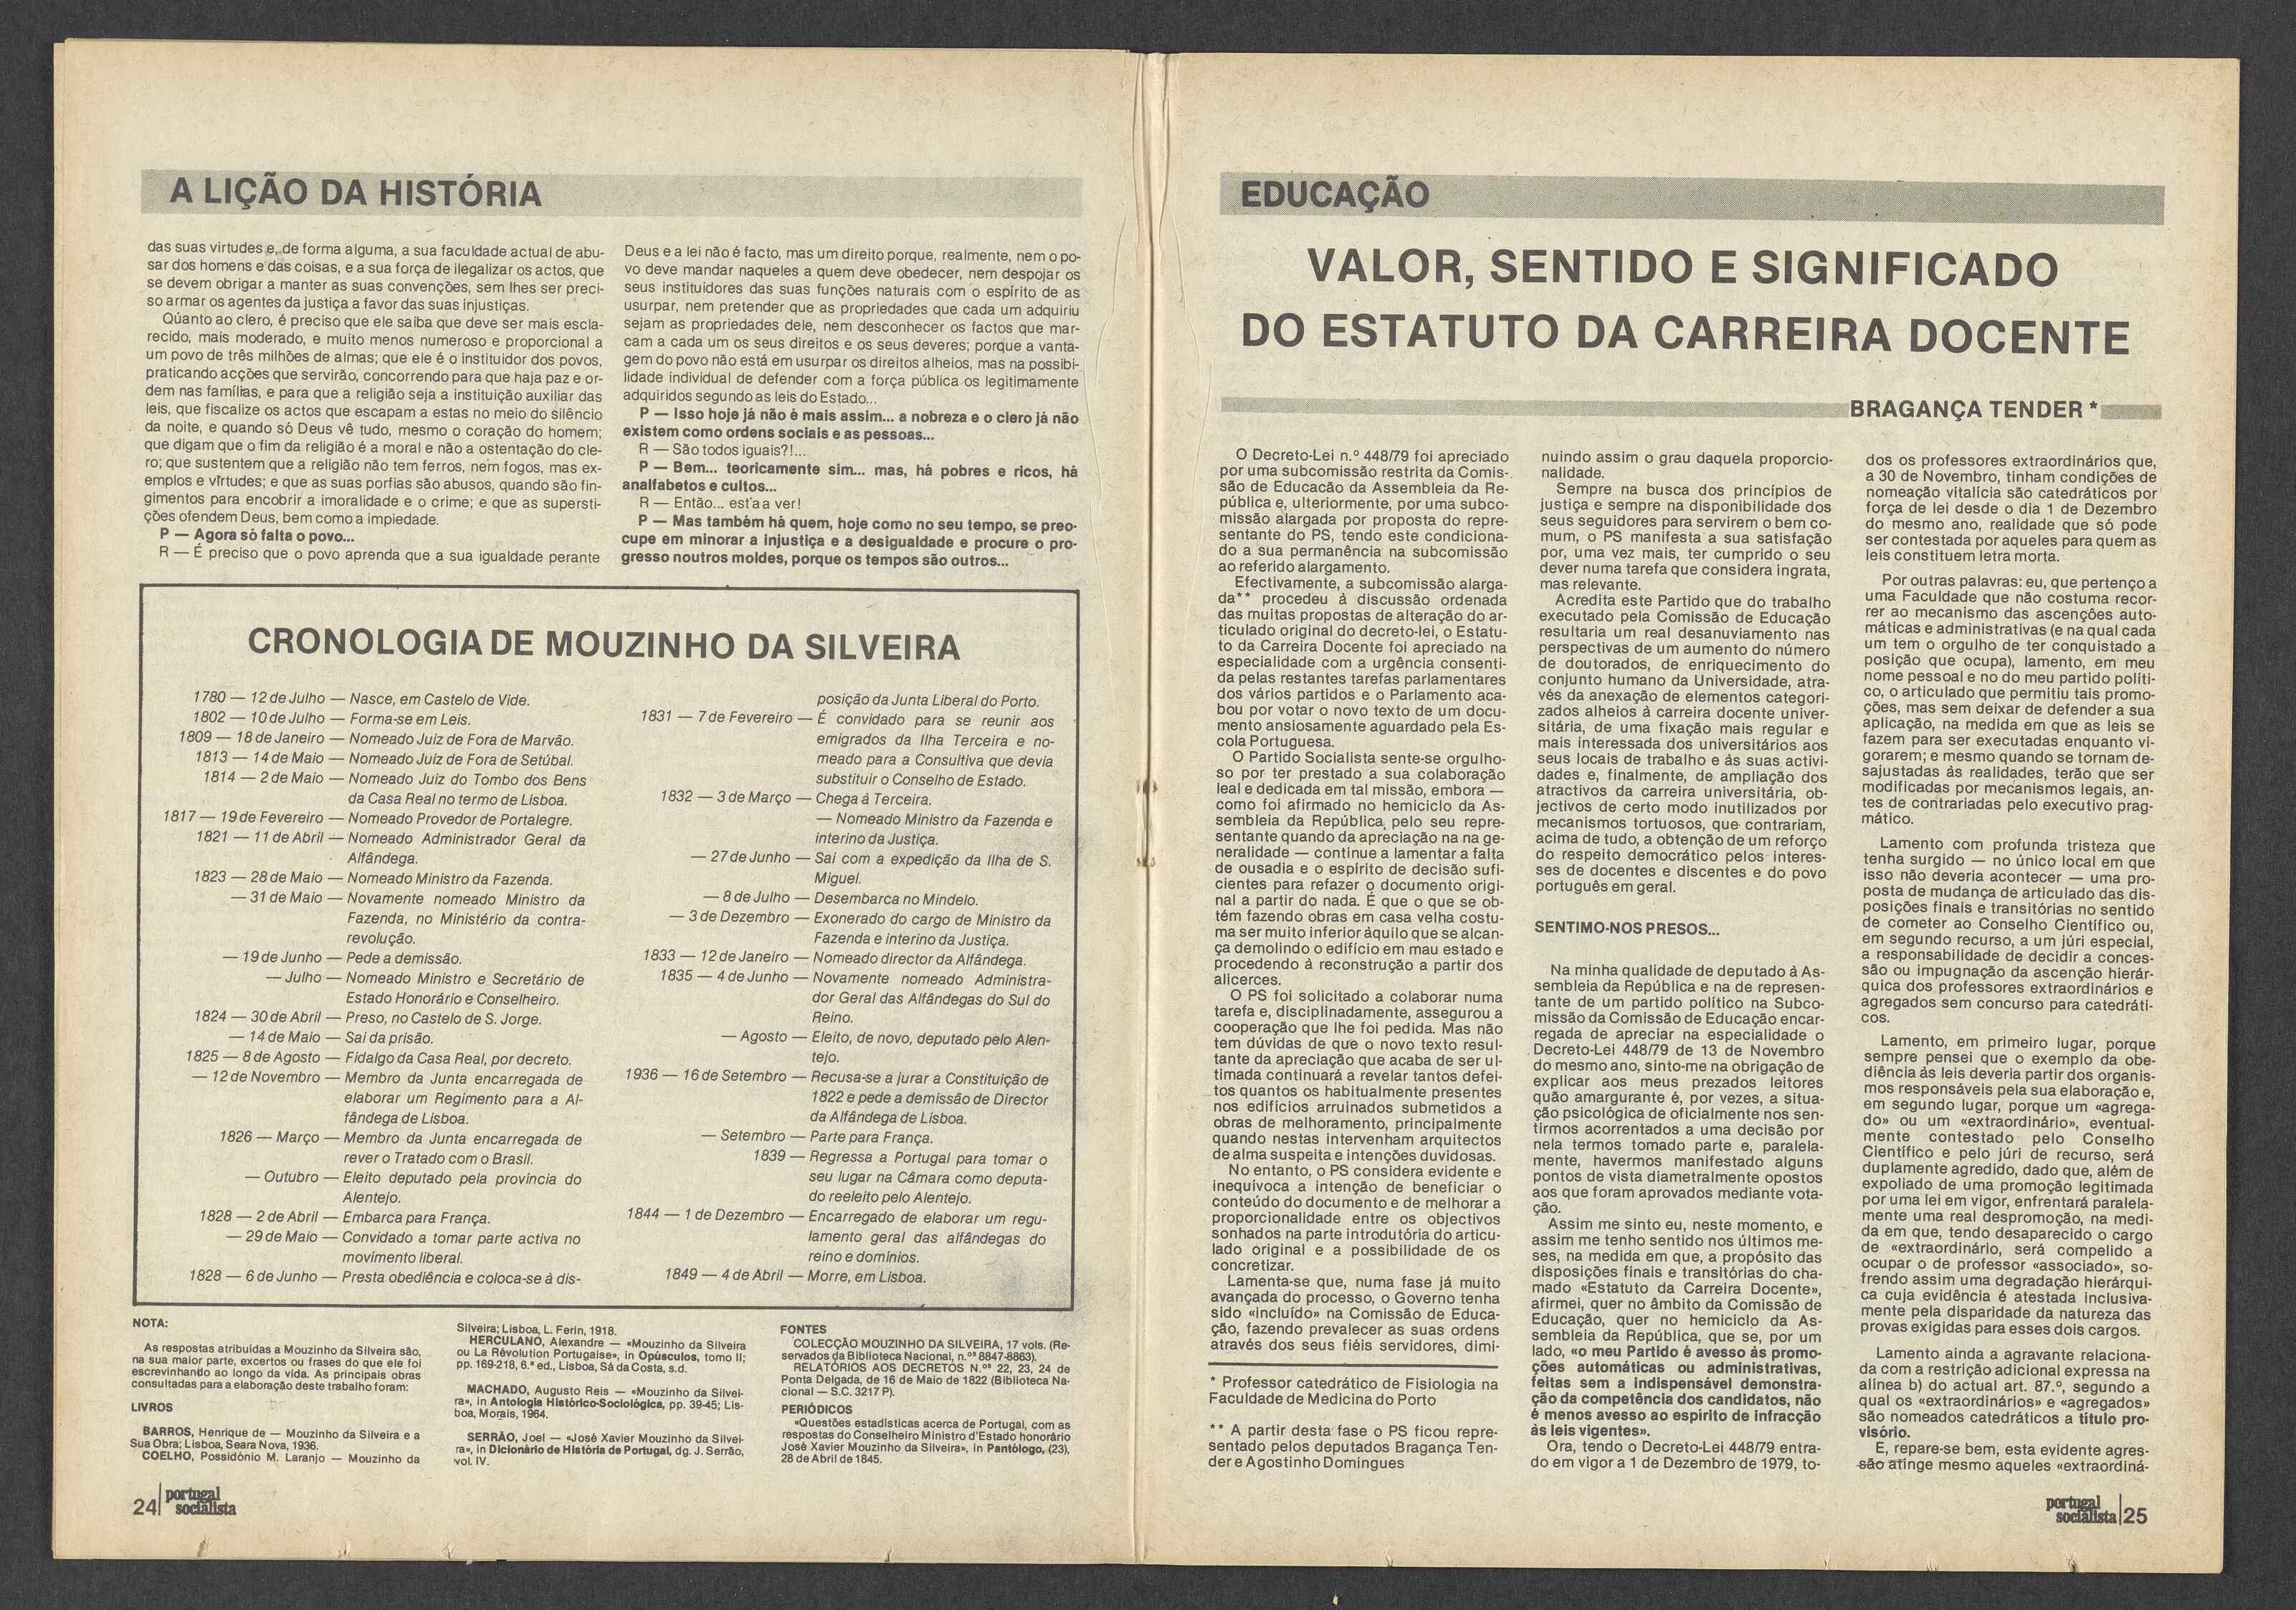 A LIÇÃO DA HISTÓRIA
das suas virtudes e, de forma alguma, a sua faculdade actual de abu-
sar dos homens e das coisas, e a sua força de ilegalizar os actos, que
se devem obrigar a manter as suas convenções, sem lhes ser preci-
so armar os agentes da justiça a favor das suas injustiças.
Quanto ao clero, é preciso que ele saiba que deve ser mais escla-
recido, mais moderado, e muito menos numeroso e proporcional a
um povo de três milhões de almas; que ele é o instituidor dos povos,
praticando acções que servirão, concorrendo para que haja paz e or-
dem nas famílias, e para que a religião seja a instituição auxiliar das
leis, que fiscalize os actos que escapam a estas no meio do silêncio
da noite, e quando só Deus vê tudo, mesmo o coração do homem;
que digam que o fim da religião é a moral e não a ostentação do cle-
ro; que sustentem que a religião não tem ferros, nem fogos, mas ex-
emplos e virtudes; e que as suas porfias são abusos, quando são fin-
gimentos para encobrir a imoralidade e o crime; e que as supersti-
ções ofendem Deus, bem como a impiedade.
P — Agora só falta o povo...
R — É preciso que o povo aprenda que a sua igualdade perante
Deus e a lei não é facto, mas um direito porque, realmente, nem o po-
vo deve mandar naqueles a quem deve obedecer, nem despojar os
seus instituidores das suas funções naturais com o espírito de as
usurpar, nem pretender que as propriedades que cada um adquiriu
sejam as propriedades dele, nem desconhecer os factos que mar-
cam a cada um os seus direitos e os seus deveres; porque a vanta-
gem do povo não está em usurpar os direitos alheios, mas na possibi-
lidade individual de defender com a força pública os legitimamente
adquiridos segundo as leis do Estado...
P — Isso hoje já não é mais assim... a nobreza e o clero já não
existem como ordens sociais e as pessoas...
R — São todos iguais?!...
P — Bem... teoricamente sim... mas, há pobres e ricos, há
analfabetos e cultos...
R — Então... est'a a ver!
P — Mas também há quem, hoje como no seu tempo, se preo-
cupe em minorar a injustiça e a desigualdade e procure o pro-
gresso noutros moldes, porque os tempos são outros...
CRONOLOGIA DE MOUZINHO DA SILVEIRA
1780 — 12 de Julho — Nasce, em Castelo de Vide.
1802 — 10 de Julho — Forma-se em Leis.
1809 — 18 de Janeiro — Nomeado Juiz de Fora de Marvão.
1813 — 14 de Maio — Nomeado Juiz de Fora de Setúbal.
1814 — 2 de Maio — Nomeado Juiz do Tombo dos Bens
da Casa Real no termo de Lisboa.
1817 — 19 de Fevereiro — Nomeado Provedor de Portalegre.
1821 — 11 de Abril — Nomeado Administrador Geral da
Alfândega.
1823 — 28 de Maio — Nomeado Ministro da Fazenda.
— 31 de Maio — Novamente nomeado Ministro da
Fazenda, no Ministério da contra-
revolução.
— 19 de Junho — Pede a demissão.
— Julho — Nomeado Ministro e Secretário de
Estado Honorário e Conselheiro.
1824 — 30 de Abril — Preso, no Castelo de S. Jorge.
— 14 de Maio — Sai da prisão.
1825 — 8 de Agosto — Fidalgo da Casa Real, por decreto.
— 12 de Novembro — Membro da Junta encarregada de
elaborar um Regimento para a Al-
fândega de Lisboa.
1826 — Março — Membro da Junta encarregada de
rever o Tratado com o Brasil.
— Outubro — Eleito deputado pela província do
Alentejo.
1828 — 2 de Abril — Embarca para França.
— 29 de Maio — Convidado a tomar parte activa no
movimento liberal.
1828 — 6 de Junho — Presta obediência e coloca-se à dis-
posição da Junta Liberal do Porto.
1831 — 7 de Fevereiro — É convidado para se reunir aos
emigrados da Ilha Terceira e no-
meado para a Consultiva que devia
substituir o Conselho de Estado.
1832 — 3 de Março — Chega à Terceira.
— Nomeado Ministro da Fazenda e
interino da Justiça.
— 27 de Junho — Sai com a expedição da Ilha de S.
Miguel.
— 8 de Julho — Desembarca no Mindelo.
— 3 de Dezembro — Exonerado do cargo de Ministro da
Fazenda e interino da Justiça.
1833 — 12 de Janeiro — Nomeado director da Alfândega.
1835 — 4 de Junho — Novamente nomeado Administra-
dor Geral das Alfândegas do Sul do
Reino.
— Agosto — Eleito, de novo, deputado pelo Alen-
tejo.
1936 — 16 de Setembro — Recusa-se a jurar a Constituição de
1822 e pede a demissão de Director
da Alfândega de Lisboa.
— Setembro — Parte para França.
1839 — Regressa a Portugal para tomar o
seu lugar na Câmara como deputa-
do reeleito pelo Alentejo.
1844 — 1 de Dezembro — Encarregado de elaborar um regu-
lamento geral das alfândegas do
reino e domínios.
1849 — 4 de Abril — Morre, em Lisboa.
NOTA:
As respostas atribuídas a Mouzinho da Silveira são,
na sua maior parte, excertos ou frases do que ele foi
escrevinhando ao longo da vida. As principais obras
consultadas para a elaboração deste trabalho foram:
LIVROS
BARROS, Henrique de — Mouzinho da Silveira e a
Sua Obra; Lisboa, Seara Nova, 1936.
COELHO, Possidónio M. Laranjo — Mouzinho da
Silveira; Lisboa, L. Ferin, 1918.
HERCULANO, Alexandre — «Mouzinho da Silveira
ou La Révolution Portugaise», in Opúsculos, tomo II;
pp. 169-218, 6.ª ed., Lisboa, Sá da Costa, s.d.
MACHADO, Augusto Reis — «Mouzinho da Silvei-
ra», in Antologia Histórico-Sociológica, pp. 39-45; Lis-
boa, Morais, 1964.
SERRÃO, Joel — «José Xavier Mouzinho da Silvei-
ra», in Dicionário de História de Portugal, dg. J. Serrão,
vol. IV.
FONTES
COLECÇÃO MOUZINHO DA SILVEIRA, 17 vols. (Re-
servados da Biblioteca Nacional, n.ºs 8847-8863).
RELATÓRIOS AOS DECRETOS N.ºs 22, 23, 24 de
Ponta Delgada, de 16 de Maio de 1822 (Biblioteca Na-
cional — S.C. 3217 P).
PERIÓDICOS
«Questões estadísticas acerca de Portugal, com as
respostas do Conselheiro Ministro d'Estado honorário
José Xavier Mouzinho da Silveira», in Pantólogo, (23),
28 de Abril de 1845.
24 portugal
socialista
EDUCAÇÃO
VALOR, SENTIDO E SIGNIFICADO
DO ESTATUTO DA CARREIRA DOCENTE
BRAGANÇA TENDER *
O Decreto-Lei n.º 448/79 foi apreciado
por uma subcomissão restrita da Comis-
são de Educacão da Assembleia da Re-
pública e, ulteriormente, por uma subco-
missão alargada por proposta do repre-
sentante do PS, tendo este condiciona-
do a sua permanência na subcomissão
ao referido alargamento.
Efectivamente, a subcomissão alarga-
da** procedeu à discussão ordenada
das muitas propostas de alteração do ar-
ticulado original do decreto-lei, o Estatu-
to da Carreira Docente foi apreciado na
especialidade com a urgência consenti-
da pelas restantes tarefas parlamentares
dos vários partidos e o Parlamento aca-
bou por votar o novo texto de um docu-
mento ansiosamente aguardado pela Es-
cola Portuguesa.
O Partido Socialista sente-se orgulho-
so por ter prestado a sua colaboração
leal e dedicada em tal missão, embora —
como foi afirmado no hemiciclo da As-
sembleia da República, pelo seu repre-
sentante quando da apreciação na na ge-
neralidade — continue a lamentar a falta
de ousadia e o espírito de decisão sufi-
cientes para refazer o documento origi-
nal a partir do nada. É que o que se ob-
tém fazendo obras em casa velha costu-
ma ser muito inferior àquilo que se alcan-
ça demolindo o edifício em mau estado e
procedendo à reconstrução a partir dos
alicerces.
O PS foi solicitado a colaborar numa
tarefa e, disciplinadamente, assegurou a
cooperação que lhe foi pedida. Mas não
tem dúvidas de que o novo texto resul-
tante da apreciação que acaba de ser ul-
timada continuará a revelar tantos defei-
tos quantos os habitualmente presentes
nos edifícios arruinados submetidos a
obras de melhoramento, principalmente
quando nestas intervenham arquitectos
de alma suspeita e intenções duvidosas.
No entanto, o PS considera evidente e
inequívoca a intenção de beneficiar o
conteúdo do documento e de melhorar a
proporcionalidade entre os objectivos
sonhados na parte introdutória do articu-
lado original e a possibilidade de os
concretizar.
Lamenta-se que, numa fase já muito
avançada do processo, o Governo tenha
sido «incluído» na Comissão de Educa-
ção, fazendo prevalecer as suas ordens
através dos seus fiéis servidores, dimi-
* Professor catedrático de Fisiologia na
Faculdade de Medicina do Porto
** A partir desta fase o PS ficou repre-
sentado pelos deputados Bragança Ten-
der e Agostinho Domingues
nuindo assim o grau daquela proporcio-
nalidade.
Sempre na busca dos princípios de
justiça e sempre na disponibilidade dos
seus seguidores para servirem o bem co-
mum, o PS manifesta a sua satisfação
por, uma vez mais, ter cumprido o seu
dever numa tarefa que considera ingrata,
mas relevante.
Acredita este Partido que do trabalho
executado pela Comissão de Educação
resultaria um real desanuviamento nas
perspectivas de um aumento do número
de doutorados, de enriquecimento do
conjunto humano da Universidade, atra-
vés da anexação de elementos categori-
zados alheios à carreira docente univer-
sitária, de uma fixação mais regular e
mais interessada dos universitários aos
seus locais de trabalho e às suas activi-
dades e, finalmente, de ampliação dos
atractivos da carreira universitária, ob-
jectivos de certo modo inutilizados por
mecanismos tortuosos, que contrariam,
acima de tudo, a obtenção de um reforço
do respeito democrático pelos interes-
ses de docentes e discentes e do povo
português em geral.
SENTIMO-NOS PRESOS...
Na minha qualidade de deputado à As-
sembleia da República e na de represen-
tante de um partido político na Subco-
missão da Comissão de Educação encar-
regada de apreciar na especialidade o
Decreto-Lei 448/79 de 13 de Novembro
do mesmo ano, sinto-me na obrigação de
explicar aos meus prezados leitores
quão amargurante é, por vezes, a situa-
ção psicológica de oficialmente nos sen-
tirmos acorrentados a uma decisão por
nela termos tomado parte e, paralela-
mente, havermos manifestado alguns
pontos de vista diametralmente opostos
aos que foram aprovados mediante vota-
ção.
Assim me sinto eu, neste momento, e
assim me tenho sentido nos últimos me-
ses, na medida em que, a propósito das
disposições finais e transitórias do cha-
mado «Estatuto da Carreira Docente»,
afirmei, quer no âmbito da Comissão de
Educação, quer no hemiciclo da As-
sembleia da República, que se, por um
lado, «o meu Partido é avesso às promo-
ções automáticas ou administrativas,
feitas sem a indispensável demonstra-
ção da competência dos candidatos, não
é menos avesso ao espírito de infracção
às leis vigentes».
Ora, tendo o Decreto-Lei 448/79 entra-
do em vigor a 1 de Dezembro de 1979, to-
dos os professores extraordinários que,
a 30 de Novembro, tinham condições de
nomeação vitalícia são catedráticos por
força de lei desde o dia 1 de Dezembro
do mesmo ano, realidade que só pode
ser contestada por aqueles para quem as
leis constituem letra morta.
Por outras palavras: eu, que pertenço a
uma Faculdade que não costuma recor-
rer ao mecanismo das ascenções auto-
máticas e administrativas (e na qual cada
um tem o orgulho de ter conquistado a
posição que ocupa), lamento, em meu
nome pessoal e no do meu partido políti-
co, o articulado que permitiu tais promo-
ções, mas sem deixar de defender a sua
aplicação, na medida em que as leis se
fazem para ser executadas enquanto vi-
gorarem; e mesmo quando se tornam de-
sajustadas às realidades, terão que ser
modificadas por mecanismos legais, an-
tes de contrariadas pelo executivo prag-
mático.
Lamento com profunda tristeza que
tenha surgido — no único local em que
isso não deveria acontecer — uma pro-
posta de mudança de articulado das dis-
posições finais e transitórias no sentido
de cometer ao Conselho Científico ou,
em segundo recurso, a um júri especial,
a responsabilidade de decidir a conces-
são ou impugnação da ascenção hierár-
quica dos professores extraordinários e
agregados sem concurso para catedráti-
cos.
Lamento, em primeiro lugar, porque
sempre pensei que o exemplo da obe-
diência às leis deveria partir dos organis-
mos responsáveis pela sua elaboração e,
em segundo lugar, porque um «agrega-
do» ou um «extraordinário», eventual-
mente contestado pelo Conselho
Científico e pelo júri de recurso, será
duplamente agredido, dado que, além de
expoliado de uma promoção legitimada
por uma lei em vigor, enfrentará paralela-
mente uma real despromoção, na medi-
da em que, tendo desaparecido o cargo
de «extraordinário, será compelido a
ocupar o de professor «associado», so-
frendo assim uma degradação hierárqui-
ca cuja evidência é atestada inclusiva-
mente pela disparidade da natureza das
provas exigidas para esses dois cargos.
Lamento ainda a agravante relaciona-
da com a restrição adicional expressa na
alínea b) do actual art. 87.º, segundo a
qual os «extraordinários» e «agregados»
são nomeados catedráticos a titulo pro-
visório.
E, repare-se bem, esta evidente agres-
são atinge mesmo aqueles «extraordiná-
portugal
socialista 25